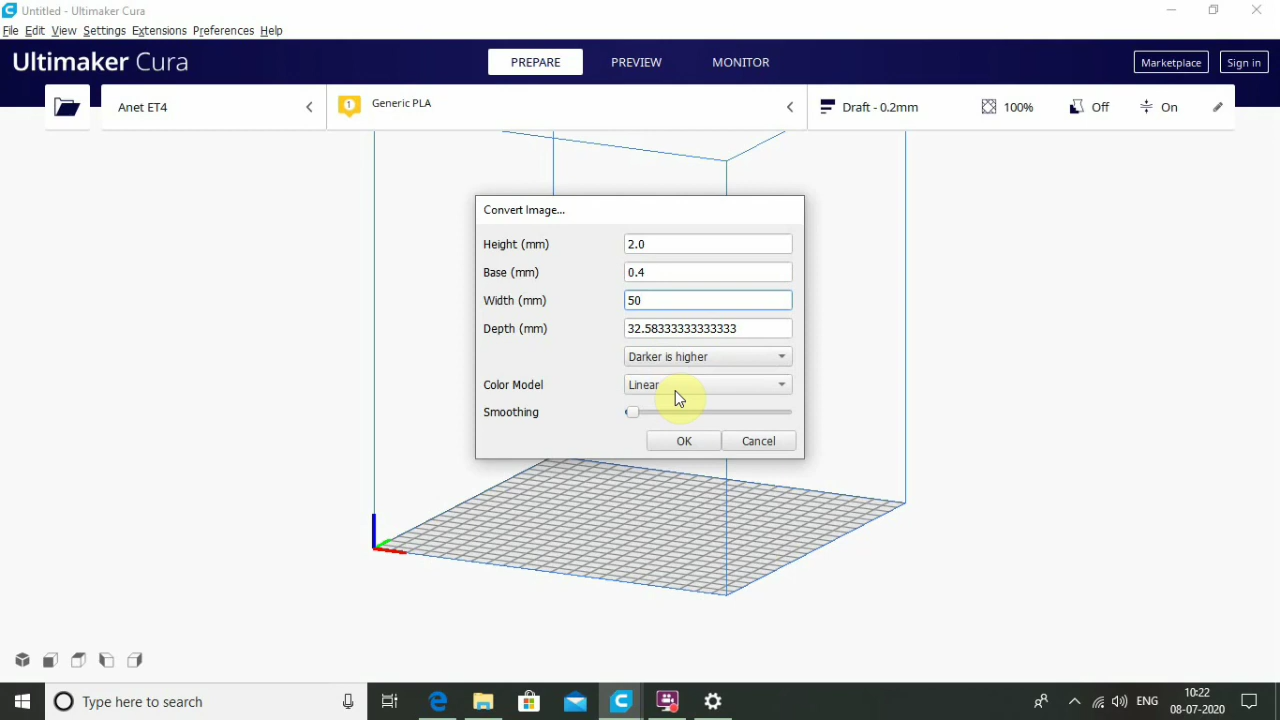 Untitled - Ultimaker Cura
File Edit View Settings Extensions Preferences Help
Ultimaker Cura
PREPARE
PREVIEW
MONITOR
Marketplace
Sign in
Anet ET4
1
Generic PLA
Draft - 0.2mm
100%
Off
On
Convert Image...
Height (mm)
2.0
Base (mm)
0.4
Width (mm)
50
Depth (mm)
32.58333333333333
Darker is higher
Color Model
Linear
Smoothing
OK
Cancel
Type here to search
ENG
10:22
08-07-2020